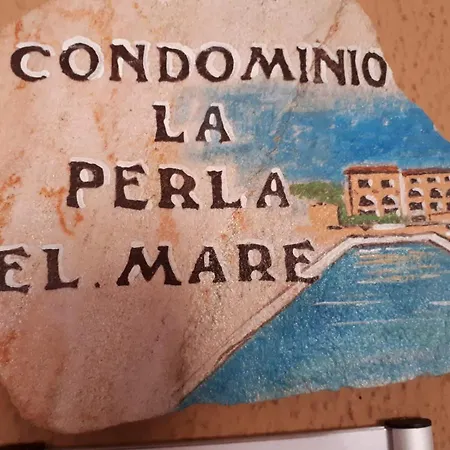 CONDOMINIO
LA
PERLA
EL. MARE